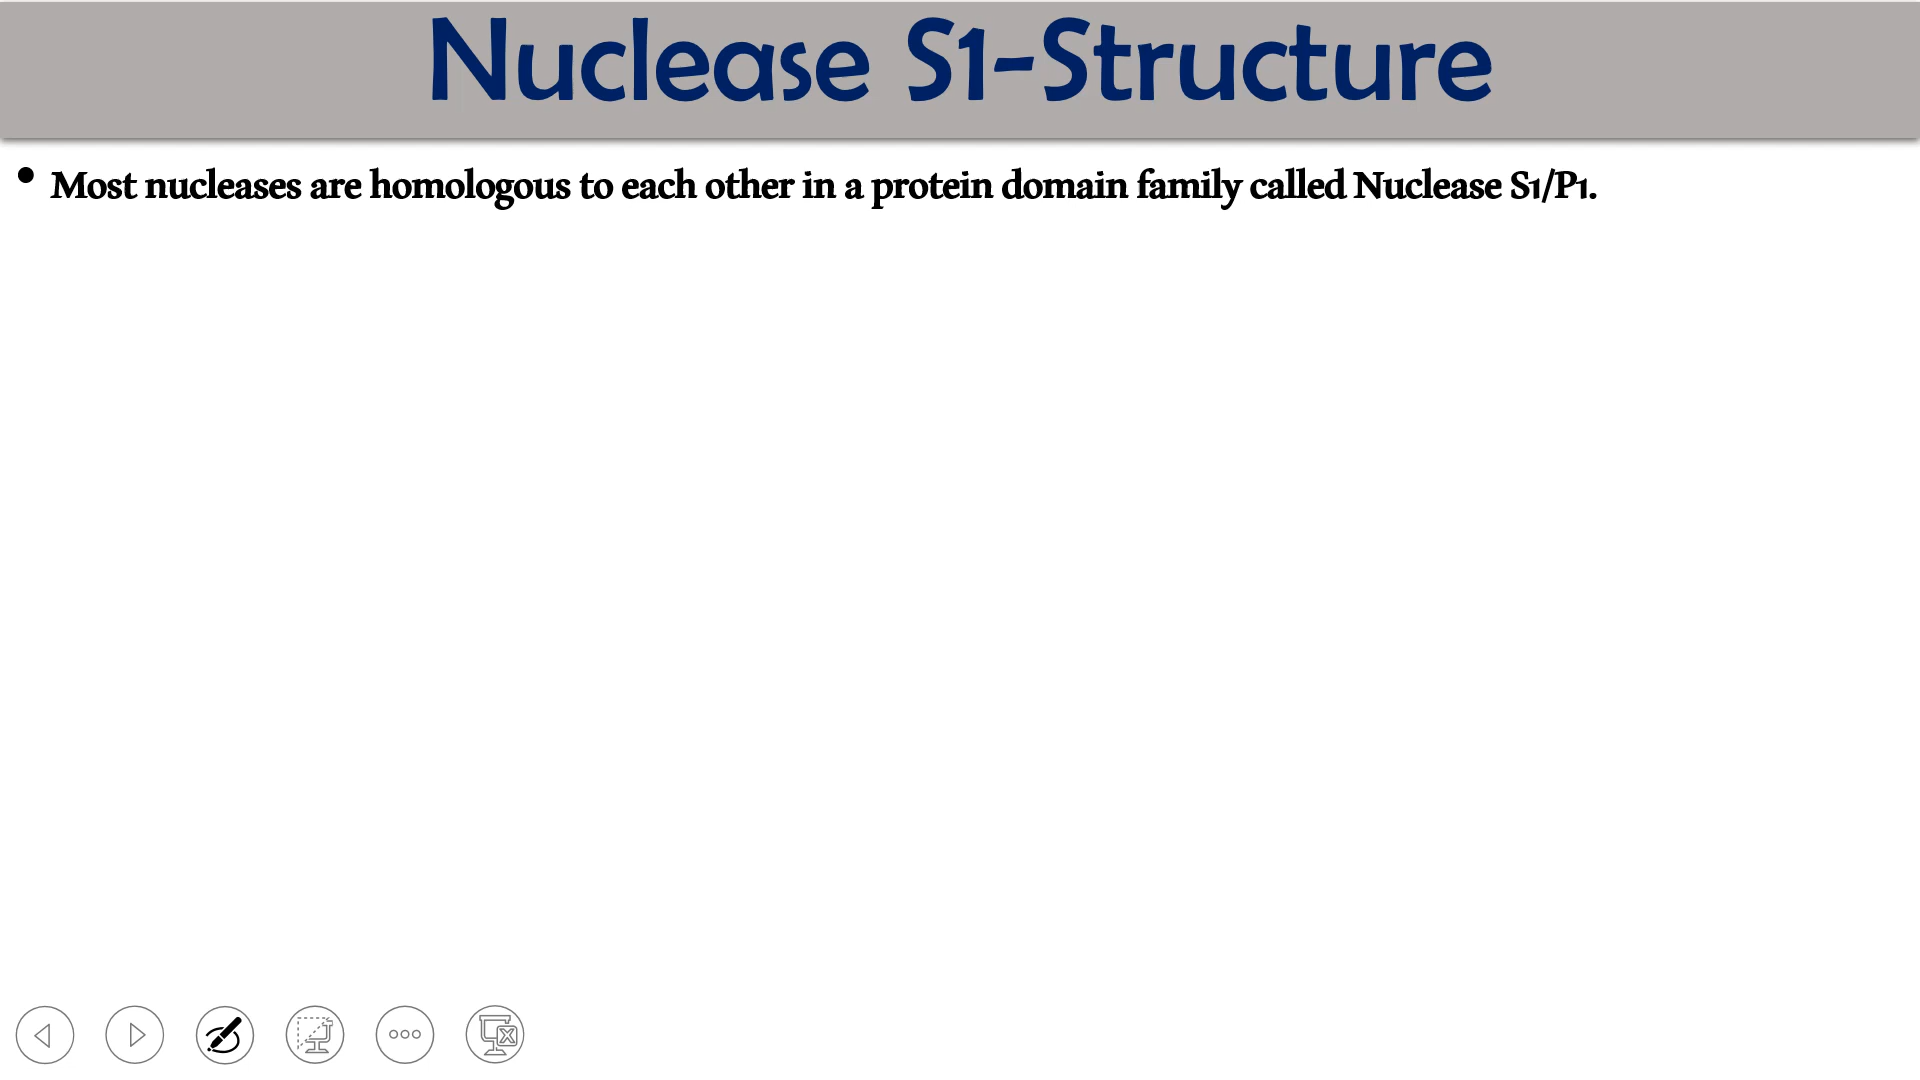 Nuclease S1-Structure
• Most nucleases are homologous to each other in a protein domain family called Nuclease S1/P1.